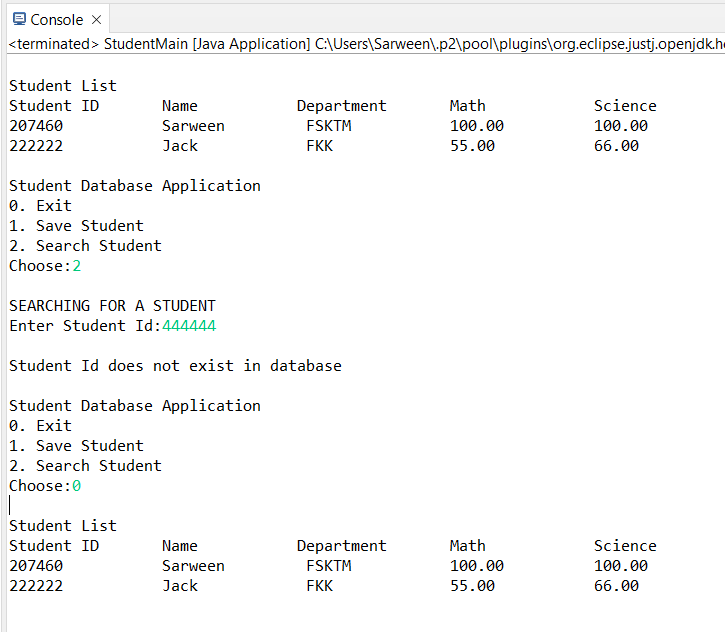 Console
<terminated> StudentMain [Java Application] C:\Users\Sarween\.p2\pool\plugins\org.eclipse.justj.openjdk.h
Student List
Student ID Name Department Math Science
207460 Sarween FSKTM 100.00 100.00
222222 Jack FKK 55.00 66.00
Student Database Application
0. Exit
1. Save Student
2. Search Student
Choose:2
SEARCHING FOR A STUDENT
Enter Student Id:444444
Student Id does not exist in database
Student Database Application
0. Exit
1. Save Student
2. Search Student
Choose:0
Student List
Student ID Name Department Math Science
207460 Sarween FSKTM 100.00 100.00
222222 Jack FKK 55.00 66.00